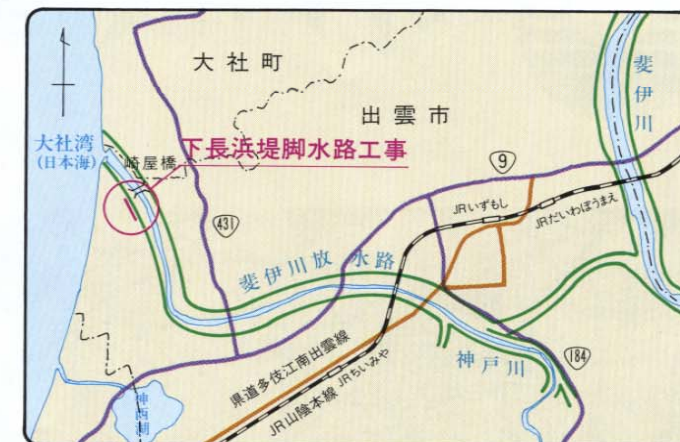 大社町
出雲市
斐伊川
大社湾
(日本海)
崎屋橋
下長浜堤脚水路工事
9
JRいずもし
JRだいわぼうまえ
431
斐伊川放水路
県道多伎江南出雲線
JRちいみや
JR山陰本線
神戸川
184
神西湖